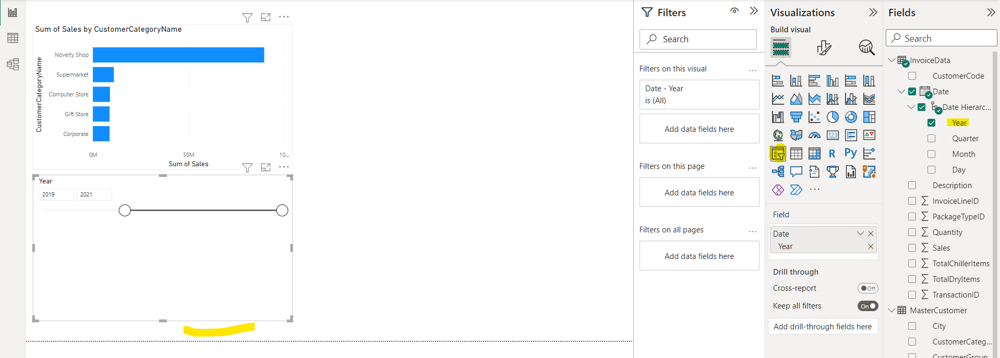 Sum of Sales by CustomerCategoryName
CustomerCategoryName
Novelty Shop
Supermarket
Computer Store
Gift Store
Corporate
0M
50M
10...
Sum of Sales
Year
2019
2021
Filters
Search
Filters on this visual
...
Date - Year
is (All)
Add data fields here
Filters on this page
...
Add data fields here
Filters on all pages
...
Add data fields here
Visualizations
Build visual
123
R
Py
...
Field
Date
Year
Drill through
Cross-report
Off
Keep all filters
On
Add drill-through fields here
Fields
Search
InvoiceData
CustomerCode
Date
Date Hierarc...
Year
Quarter
Month
Day
Description
InvoiceLineID
PackageTypeID
Quantity
Sales
TotalChillerItems
TotalDryItems
TransactionID
MasterCustomer
City
CustomerCateg...
CustomerGroup